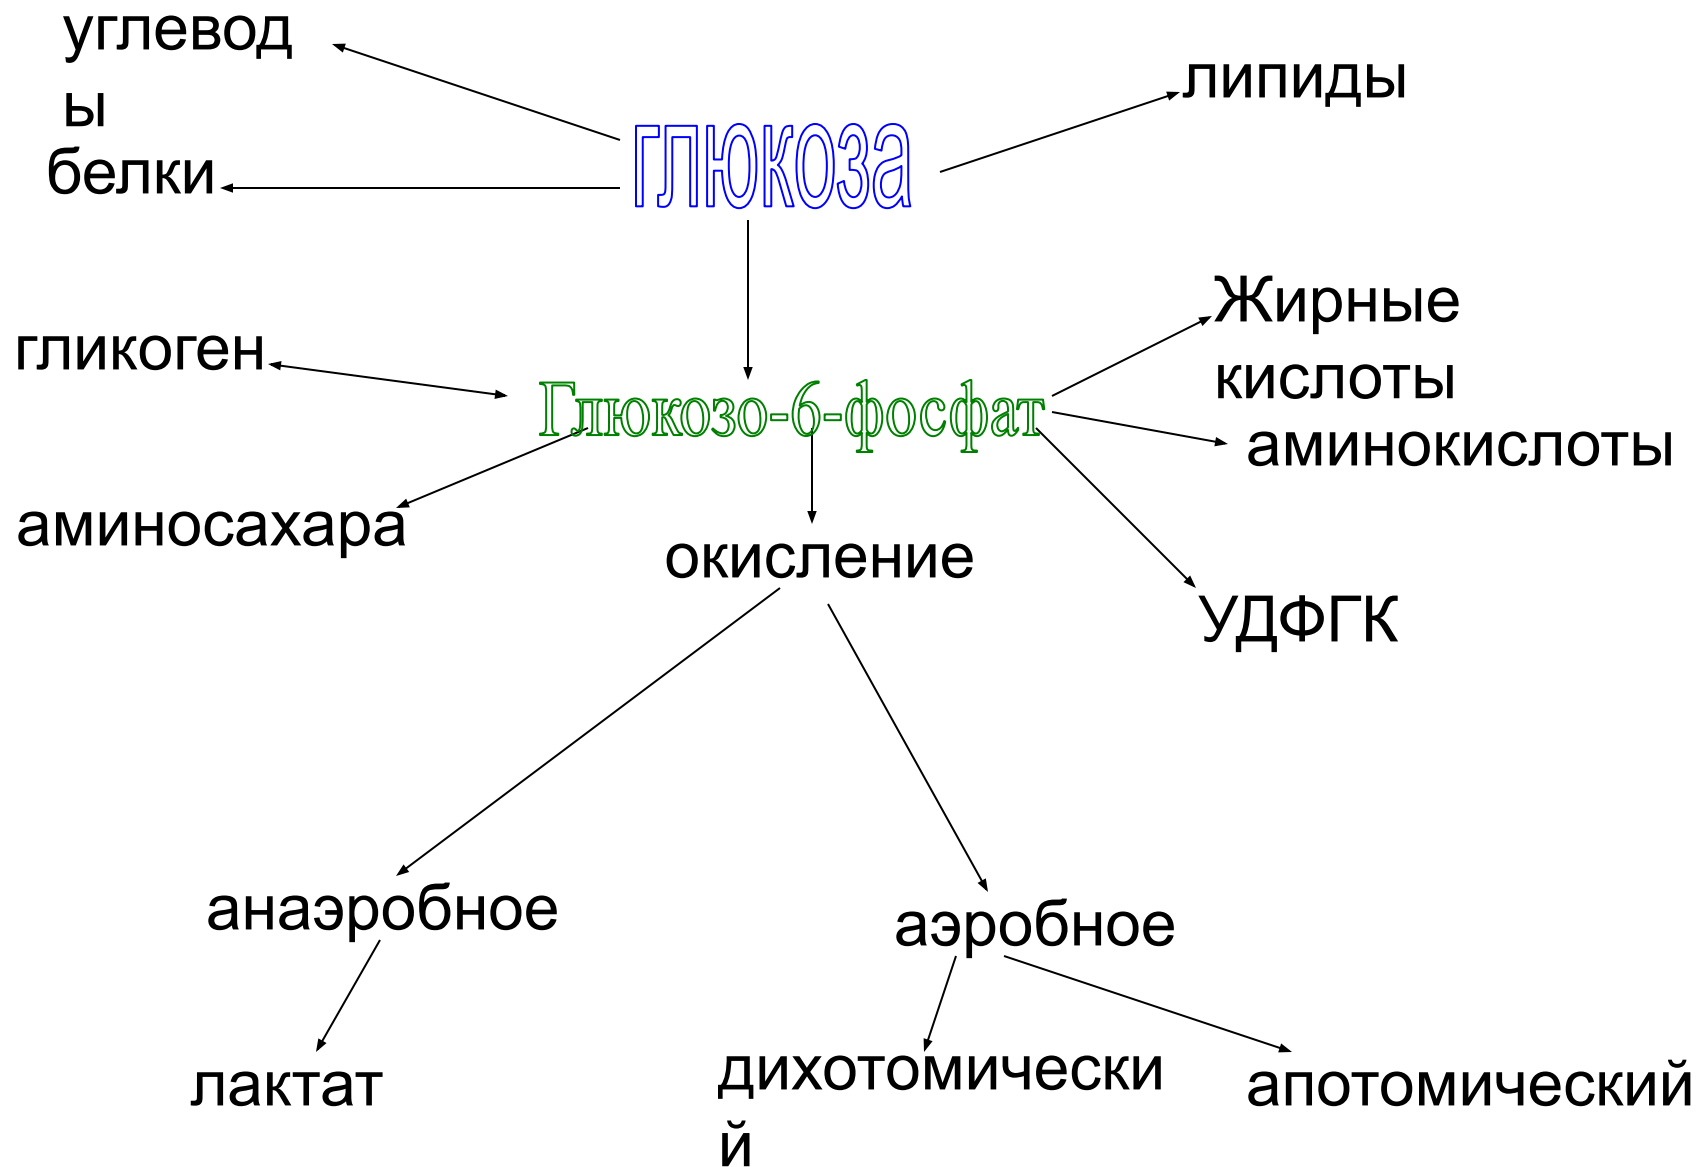 углевод
ы
липиды
белки
глюкоза
Жирные
кислоты
гликоген
Глюкозо-6-фосфат
аминокислоты
аминосахара
окисление
УДФГК
анаэробное
аэробное
лактат
дихотомически
й
апотомический